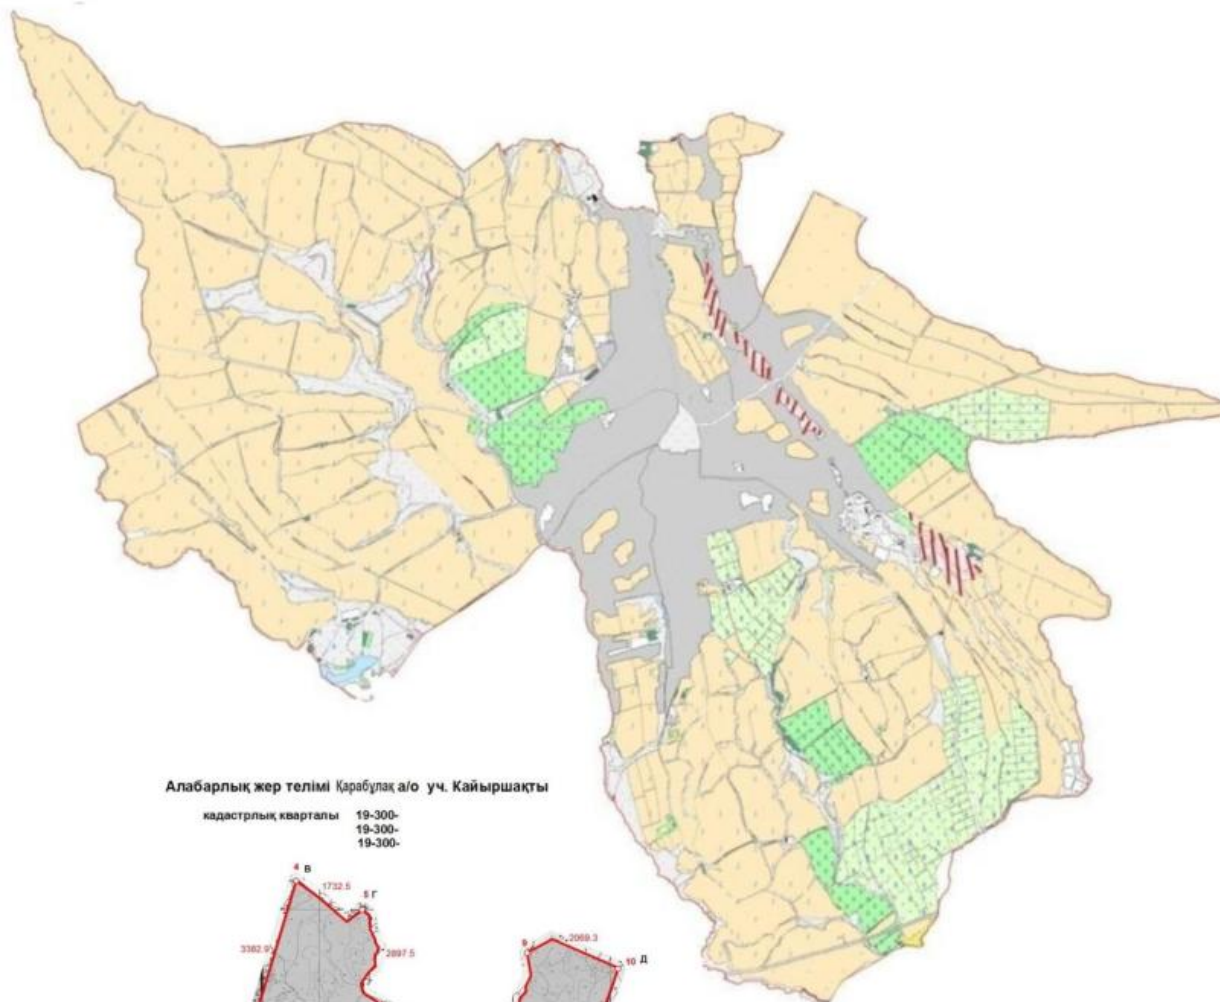 Алабарлық жер телімі Қарабұлақ а/о уч. Кайыршақты
кадастрлық кварталы 19-300-
19-300-
19-300-
4 В
1732.5
5 Г
3382.9
2897.5
9
2069.3
10 Д